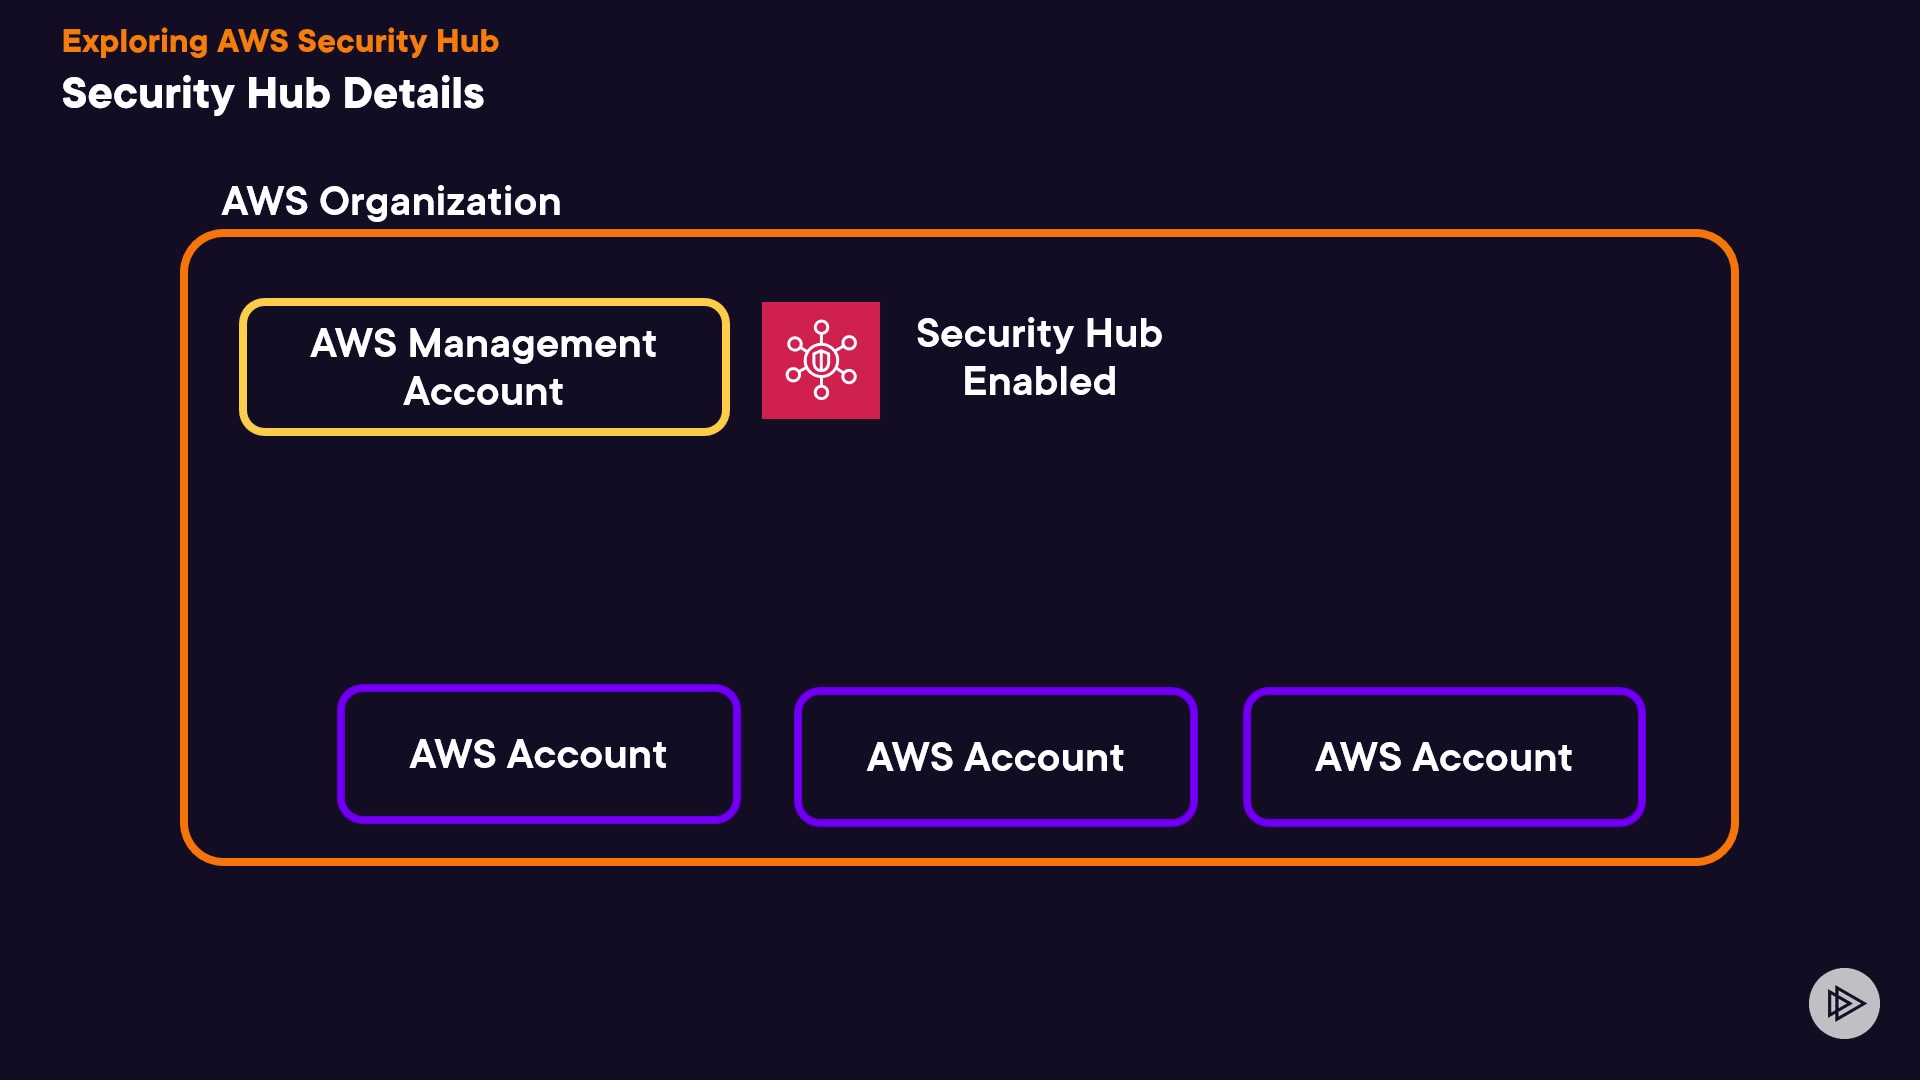 Exploring AWS Security Hub
Security Hub Details
AWS Organization
AWS Management
Account
Security Hub
Enabled
AWS Account
AWS Account
AWS Account